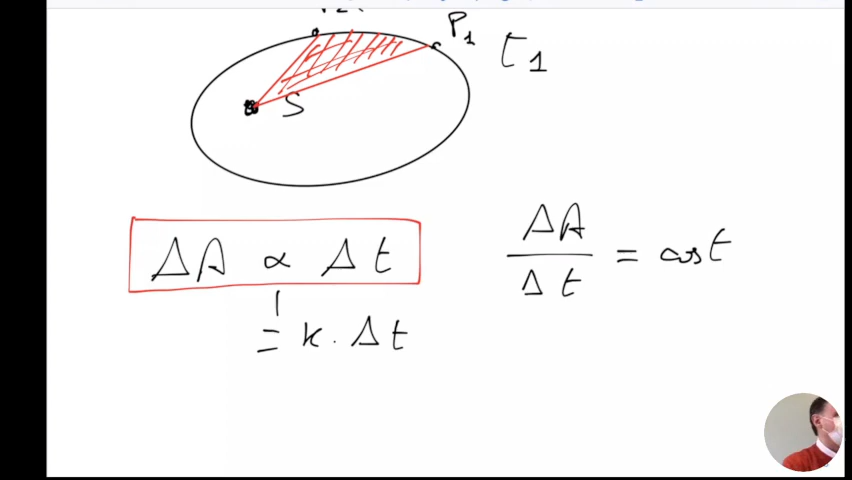 P1
t1
S
ΔA ∝ Δt
ΔA/Δt = cost
= k. Δt